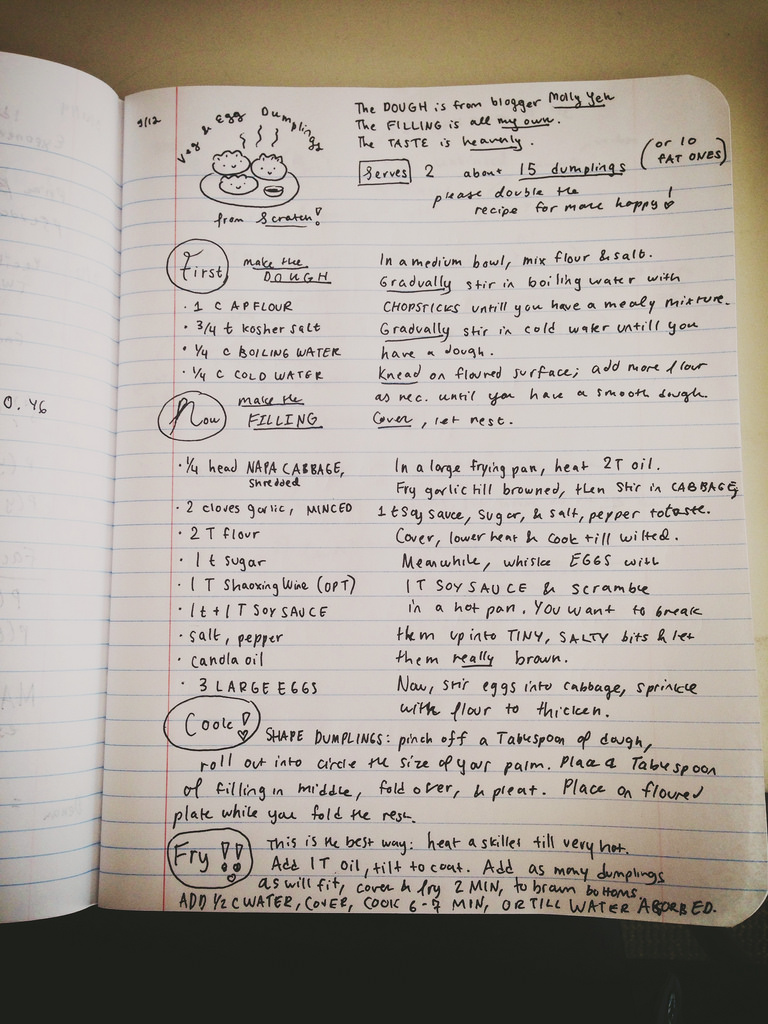 9/12
Veg & Egg Dumplings
from Scratch!
The DOUGH is from blogger Molly Yeh
The FILLING is all my own.
The TASTE is heavenly.
Serves 2 about 15 dumplings (or 10 FAT ONES)
please double the
recipe for more happy!
First make the DOUGH
· 1 C AP FLOUR
· 3/4 t kosher salt
· 1/4 C BOILING WATER
· 1/4 C COLD WATER
In a medium bowl, mix flour & salt.
Gradually stir in boiling water with
CHOPSTICKS untill you have a mealy mixture.
Gradually stir in cold water untill you
have a dough.
Knead on floured surface; add more flour
as nec. until you have a smooth dough.
Cover, let rest.
Now make the FILLING
· 1/4 head NAPA CABBAGE,
shredded
· 2 cloves garlic, MINCED
· 2 T flour
· 1 t sugar
· 1 T Shaoxing Wine (OPT)
· 1 t + 1 T SOY SAUCE
· salt, pepper
· canola oil
· 3 LARGE EGGS
In a large frying pan, heat 2T oil.
Fry garlic till browned, then stir in CABBAGE,
1 t soy sauce, sugar, & salt, pepper to taste.
Cover, lower heat & cook till wilted.
Meanwhile, whisk EGGS with
1 T SOY SAUCE & scramble
in a hot pan. You want to break
them up into TINY, SALTY bits & let
them really brown.
Now, stir eggs into cabbage, sprinkle
with flour to thicken.
Cook! SHAPE DUMPLINGS: pinch off a Tablespoon of dough,
roll out into circle the size of your palm. Place a Tablespoon
of filling in middle, fold over, & pleat. Place on floured
plate while you fold the rest.
Fry!! This is the best way: heat a skillet till very hot.
Add 1T oil, tilt to coat. Add as many dumplings
as will fit, cover & fry 2 MIN, to brown bottoms.
ADD 1/2 C WATER, COVER, COOK 6-7 MIN, OR TILL WATER ABSORBED.
0.46